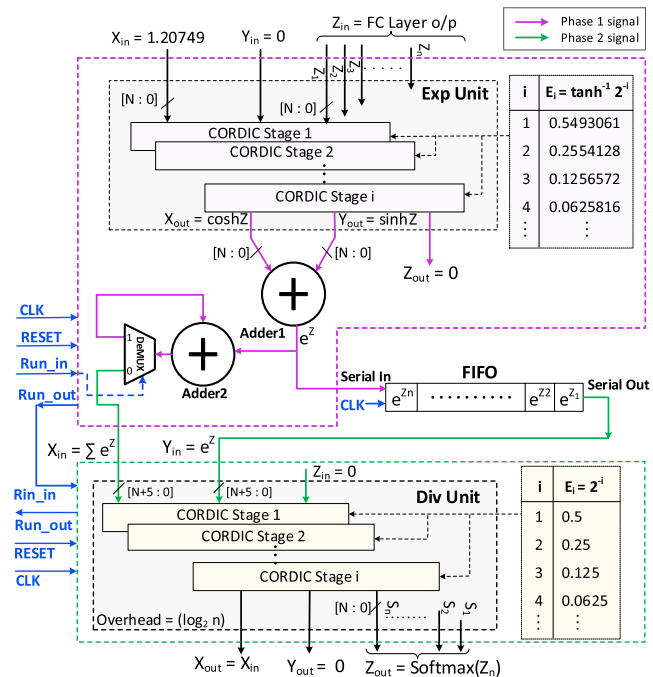 Phase 1 signal
Phase 2 signal
X_in = 1.20749
Y_in = 0
Z_in = FC Layer o/p
Z_1
Z_2
Z_3
. . . . . .
Z_n
[N : 0]
[N : 0]
Exp Unit
CORDIC Stage 1
CORDIC Stage 2
CORDIC Stage i
X_out = coshZ
Y_out = sinhZ
[N : 0]
[N : 0]
Z_out = 0
i E_i = tanh^-1 2^-i
1 0.5493061
2 0.2554128
3 0.1256572
4 0.0625816
Adder1
e^Z
CLK
RESET
Run_in
Run_out
DeMUX
1
0
Adder2
Serial In
FIFO
Serial Out
CLK
e^Zn . . . . . . . . . . e^Z2 e^Z1
X_in = ∑ e^Z
Y_in = e^Z
Z_in = 0
Rin_in
Run_out
RESET
CLK
[N+5 : 0]
[N+5 : 0]
Div Unit
CORDIC Stage 1
CORDIC Stage 2
CORDIC Stage i
Overhead = (log_2 n)
[N : 0]
S_n
.......
S_2
S_1
X_out = X_in
Y_out = 0
Z_out = Softmax(Z_n)
i E_i = 2^-i
1 0.5
2 0.25
3 0.125
4 0.0625